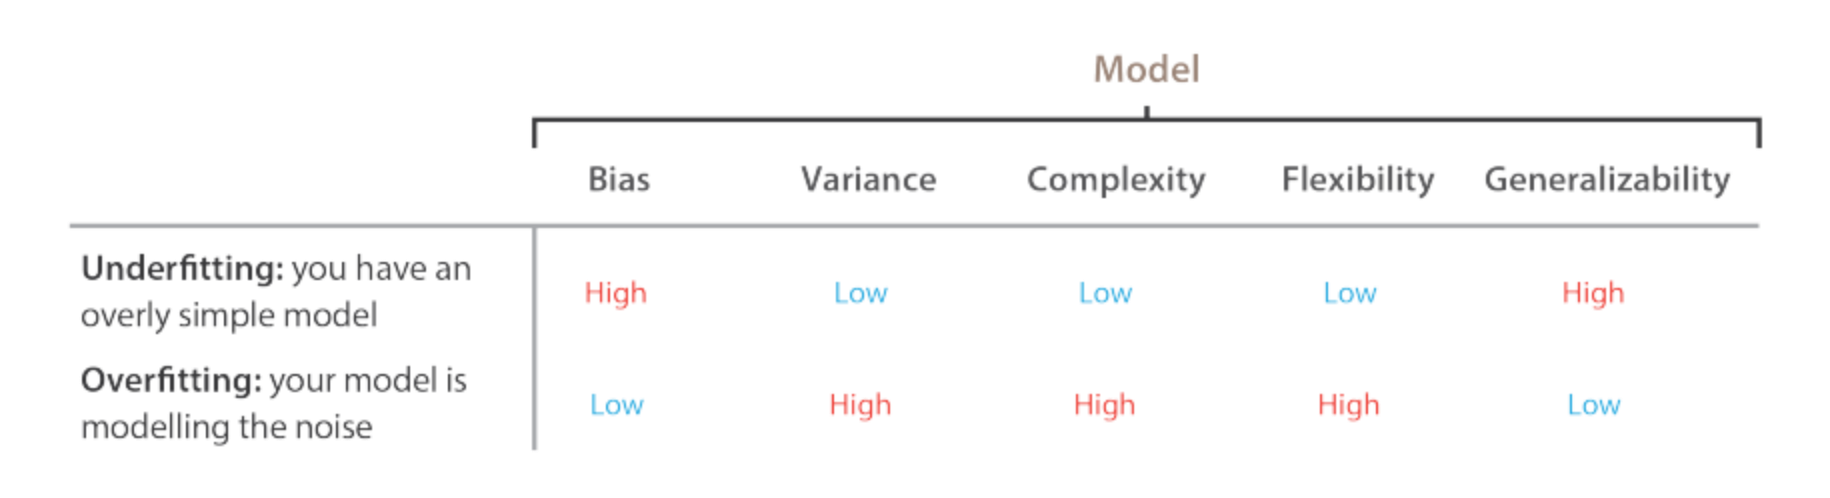 Model
Bias Variance Complexity Flexibility Generalizability
Underfitting: you have an
overly simple model
High Low Low Low High
Overfitting: your model is
modelling the noise
Low High High High Low